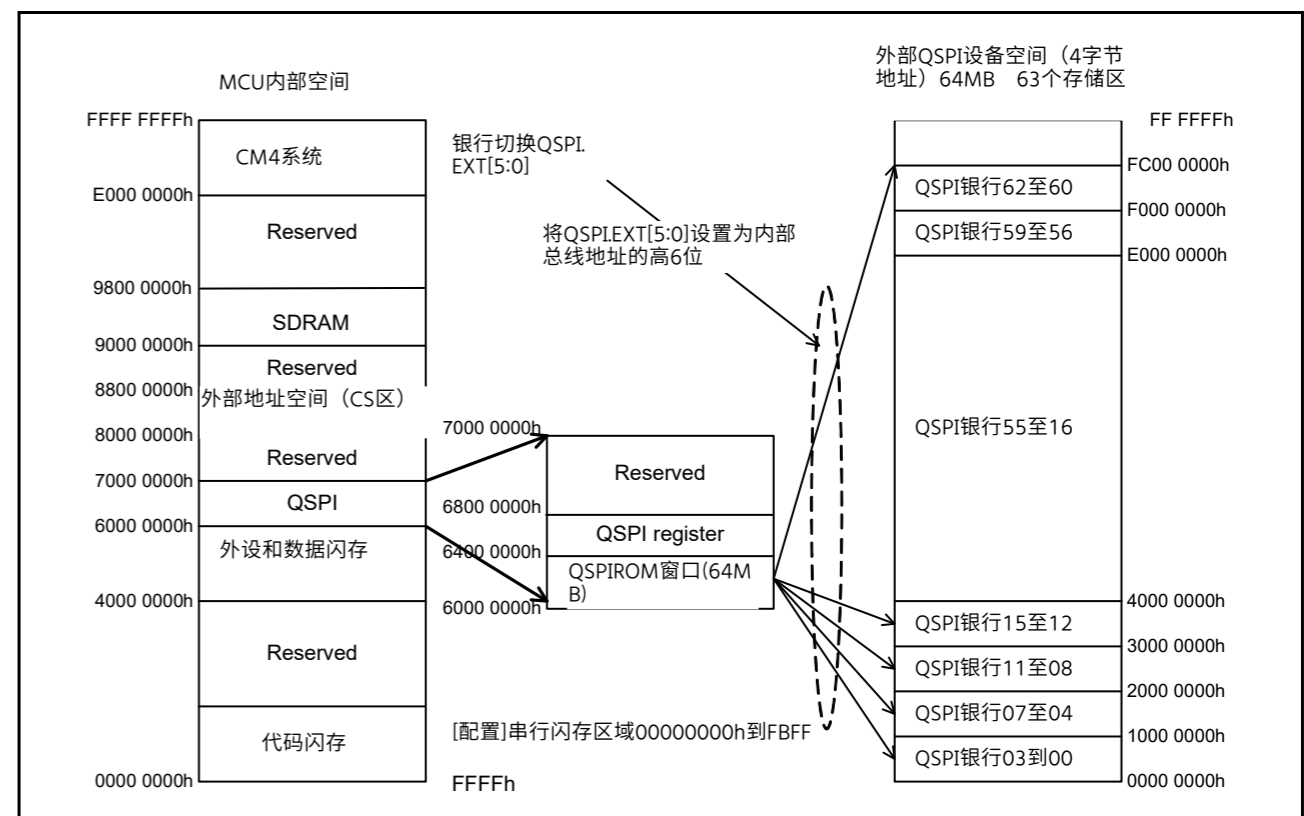 MCU内部空间
FFFF FFFFh
CM4系统
E000 0000h
Reserved
9800 0000h
SDRAM
9000 0000h
Reserved
8800 0000h
外部地址空间（CS区）
8000 0000h
Reserved
7000 0000h
QSPI
6000 0000h
外设和数据闪存
4000 0000h
Reserved
代码闪存
0000 0000h
银行切换QSPI.
EXT[5:0]
将QSPI.EXT[5:0]设置为内部
总线地址的高6位
7000 0000h
Reserved
6800 0000h
QSPI register
6400 0000h
QSPIROM窗口(64M
B)
6000 0000h
[配置]串行闪存区域00000000h到FBFF
FFFFh
外部QSPI设备空间（4字节
地址）64MB 63个存储区
FF FFFFh
FC00 0000h
QSPI银行62至60
F000 0000h
QSPI银行59至56
E000 0000h
QSPI银行55至16
4000 0000h
QSPI银行15至12
3000 0000h
QSPI银行11至08
2000 0000h
QSPI银行07至04
1000 0000h
QSPI银行03到00
0000 0000h